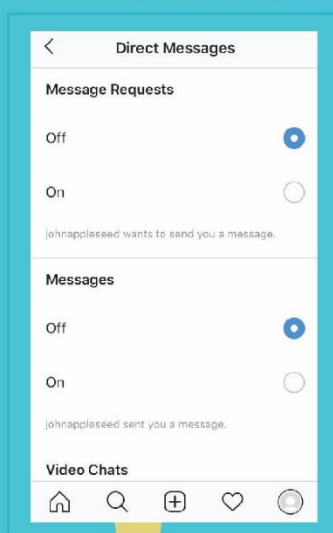 Direct Messages
Message Requests
Off
On
johnappleseed wants to send you a message.
Messages
Off
On
johnappleseed sent you a message.
Video Chats